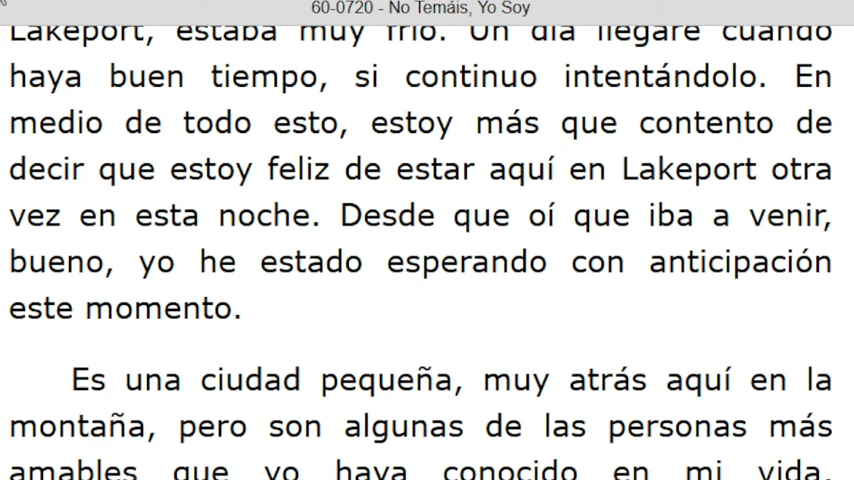 60-0720 - No Temáis, Yo Soy
Lakeport, estaba muy frío. Un día llegaré cuando
haya buen tiempo, si continuo intentándolo. En
medio de todo esto, estoy más que contento de
decir que estoy feliz de estar aquí en Lakeport otra
vez en esta noche. Desde que oí que iba a venir,
bueno, yo he estado esperando con anticipación
este momento.
Es una ciudad pequeña, muy atrás aquí en la
montaña, pero son algunas de las personas más
amables que yo haya conocido en mi vida.